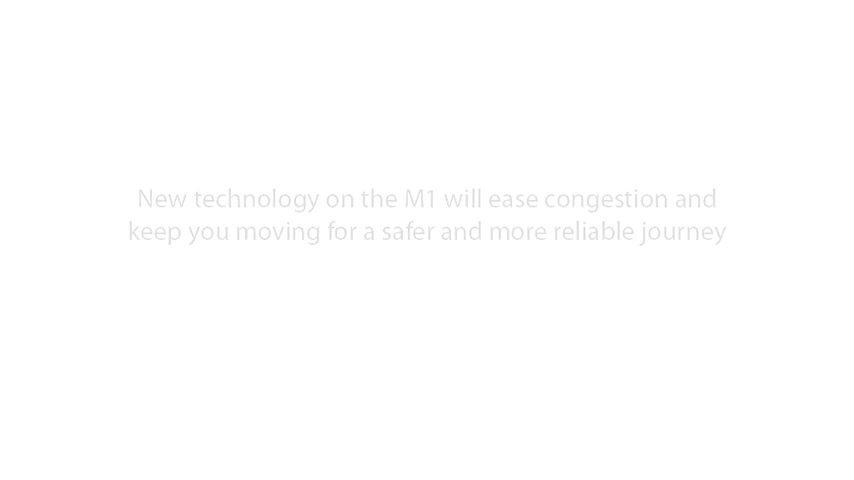 New technology on the M1 will ease congestion and
keep you moving for a safer and more reliable journey